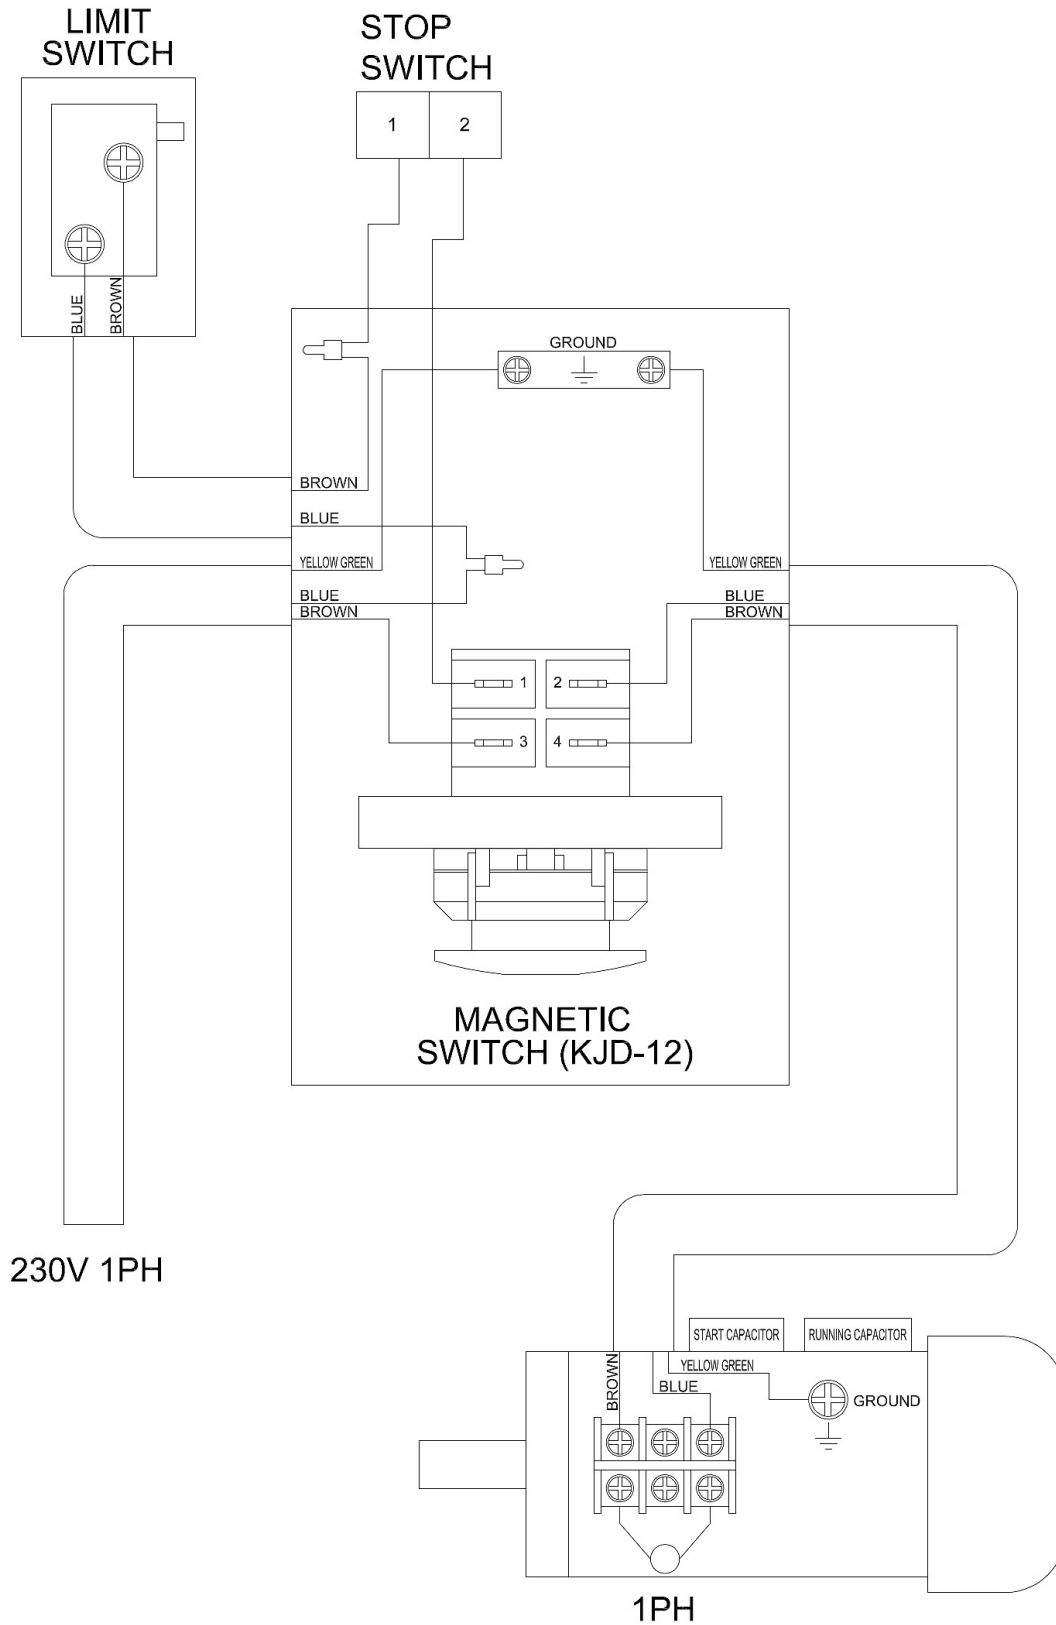 LIMIT
SWITCH
STOP
SWITCH
1 2
BLUE
BROWN
GROUND
BROWN
BLUE
YELLOW GREEN
BLUE
BROWN
YELLOW GREEN
BLUE
BROWN
1 2
3 4
MAGNETIC
SWITCH (KJD-12)
230V 1PH
START CAPACITOR
RUNNING CAPACITOR
BROWN
YELLOW GREEN
BLUE
GROUND
1PH